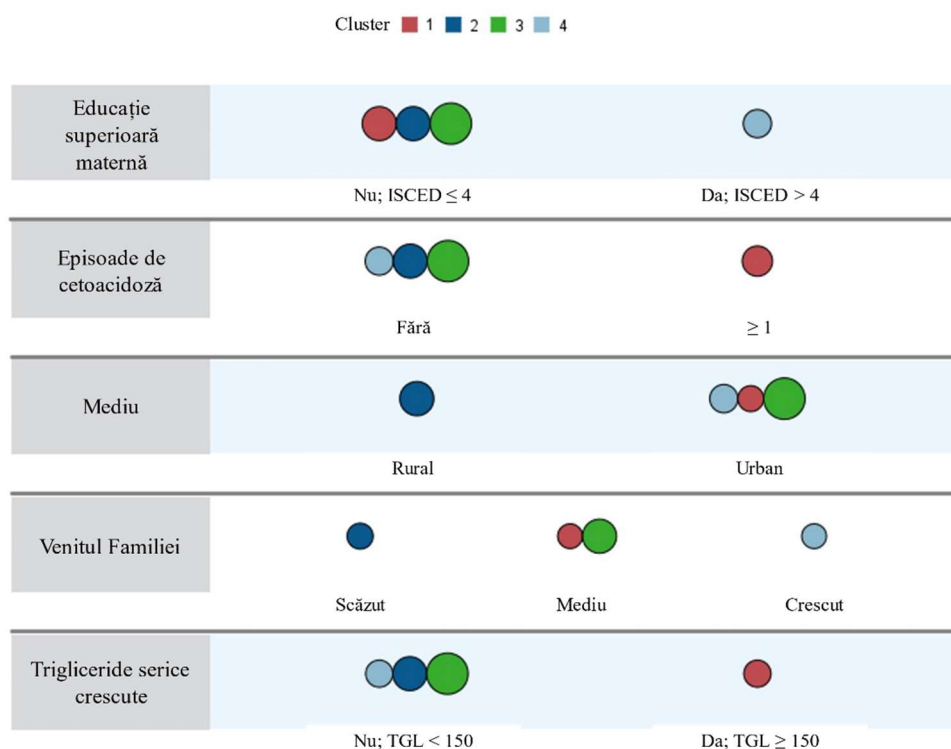 Cluster 1 2 3 4
Educație
superioară
maternă
Nu; ISCED ≤ 4 Da; ISCED > 4
Episoade de
cetoacidoză
Fără ≥ 1
Mediu
Rural Urban
Venitul Familiei
Scăzut Mediu Crescut
Trigliceride serice
crescute
Nu; TGL < 150 Da; TGL ≥ 150